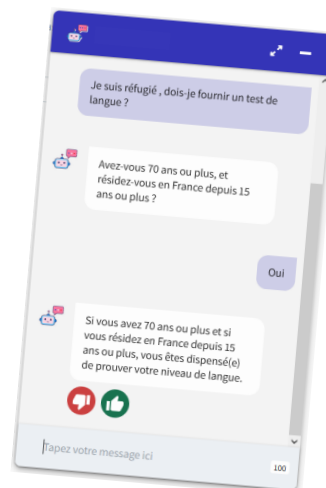 Je suis réfugié , dois-je fournir un test de
langue ?
Avez-vous 70 ans ou plus, et
résidez-vous en France depuis 15
ans ou plus ?
Oui
Si vous avez 70 ans ou plus et si
vous résidez en France depuis 15
ans ou plus, vous êtes dispensé(e)
de prouver votre niveau de langue.
Tapez votre message ici
100